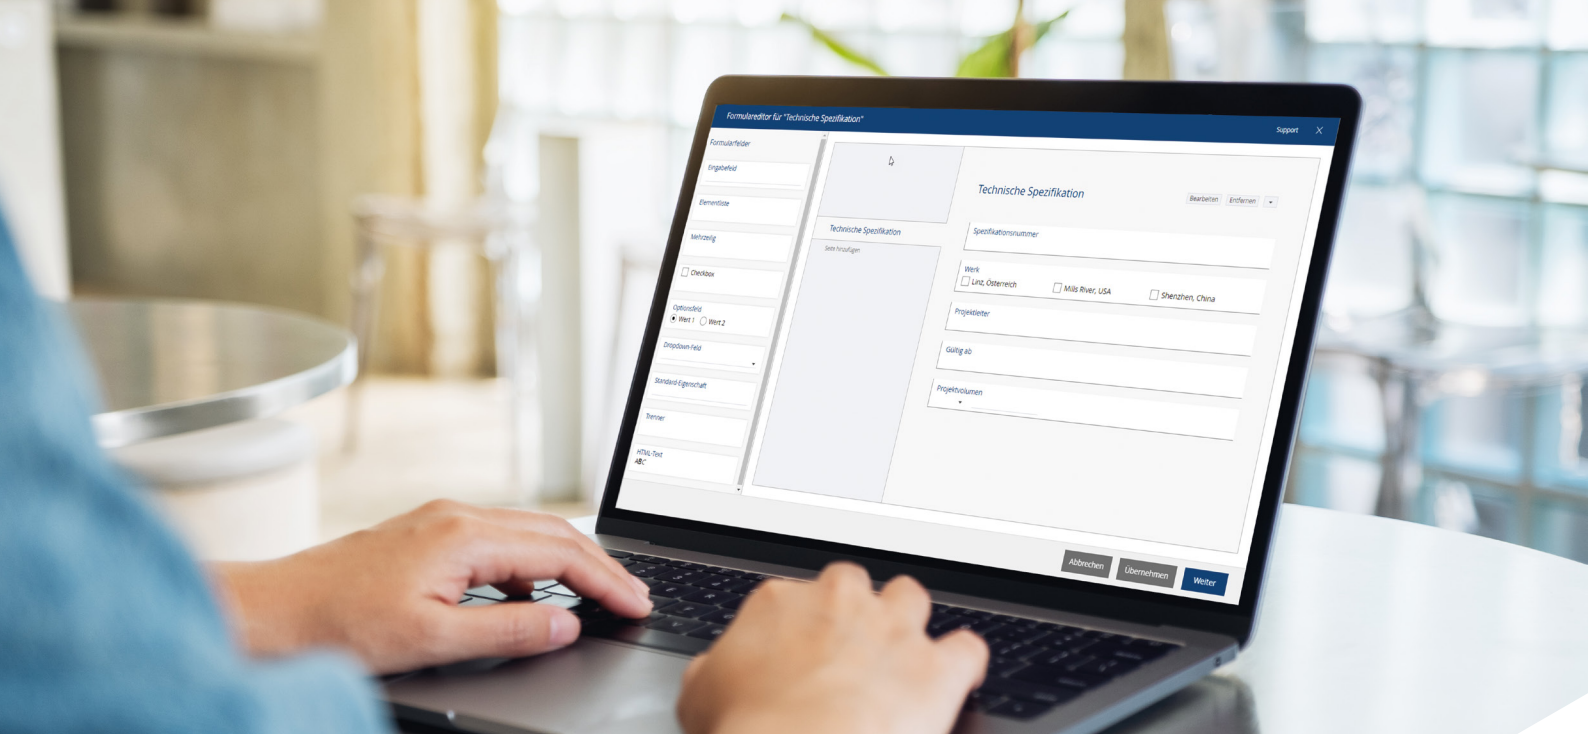 Formulareditor für "Technische Spezifikation"
Support
Formularfelder
Eingabefeld
Elementliste
Mehrzeilig
Checkbox
Optionsfeld
Wert 1 Wert 2
Dropdown-Feld
Standard-Eigenschaft
Trenner
HTML-Text
ABC
Technische Spezifikation
Seite hinzufügen
Technische Spezifikation
Bearbeiten Entfernen
Spezifikationsnummer
Werk
Linz, Österreich Mills River, USA Shenzhen, China
Projektleiter
Gültig ab
Projektvolumen
Abbrechen Übernehmen Weiter